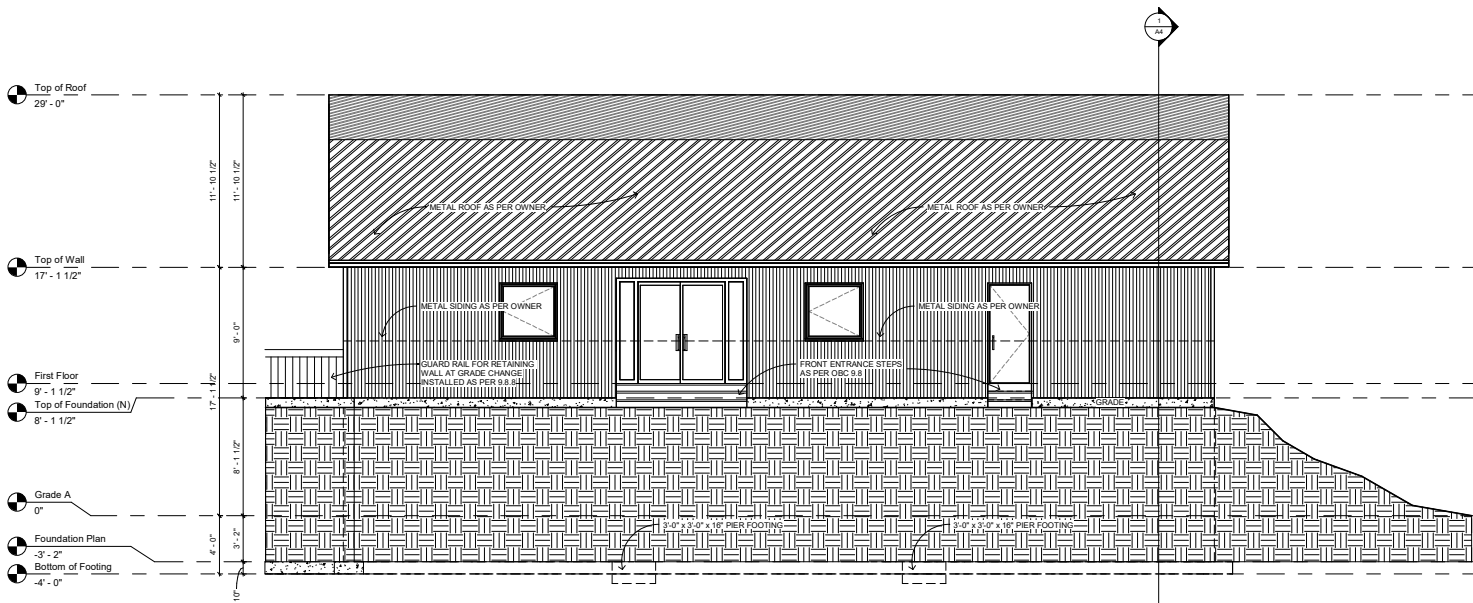 1
A4
Top of Roof
29' - 0"
11' - 10 1/2"
11' - 10 1/2"
METAL ROOF AS PER OWNER
METAL ROOF AS PER OWNER
Top of Wall
17' - 1 1/2"
METAL SIDING AS PER OWNER
METAL SIDING AS PER OWNER
9' - 0"
GUARD RAIL FOR RETAINING
WALL AT GRADE CHANGE
INSTALLED AS PER 9.8.8
FRONT ENTRANCE STEPS
AS PER OBC 9.8
First Floor
9' - 1 1/2"
17' - 1 1/2"
Top of Foundation (N)
8' - 1 1/2"
GRADE
8' - 1 1/2"
Grade A
0"
3'-0" x 3'-0" x 16" PIER FOOTING
3'-0" x 3'-0" x 16" PIER FOOTING
4' - 0"
3' - 2"
Foundation Plan
-3' - 2"
Bottom of Footing
-4' - 0"
10"